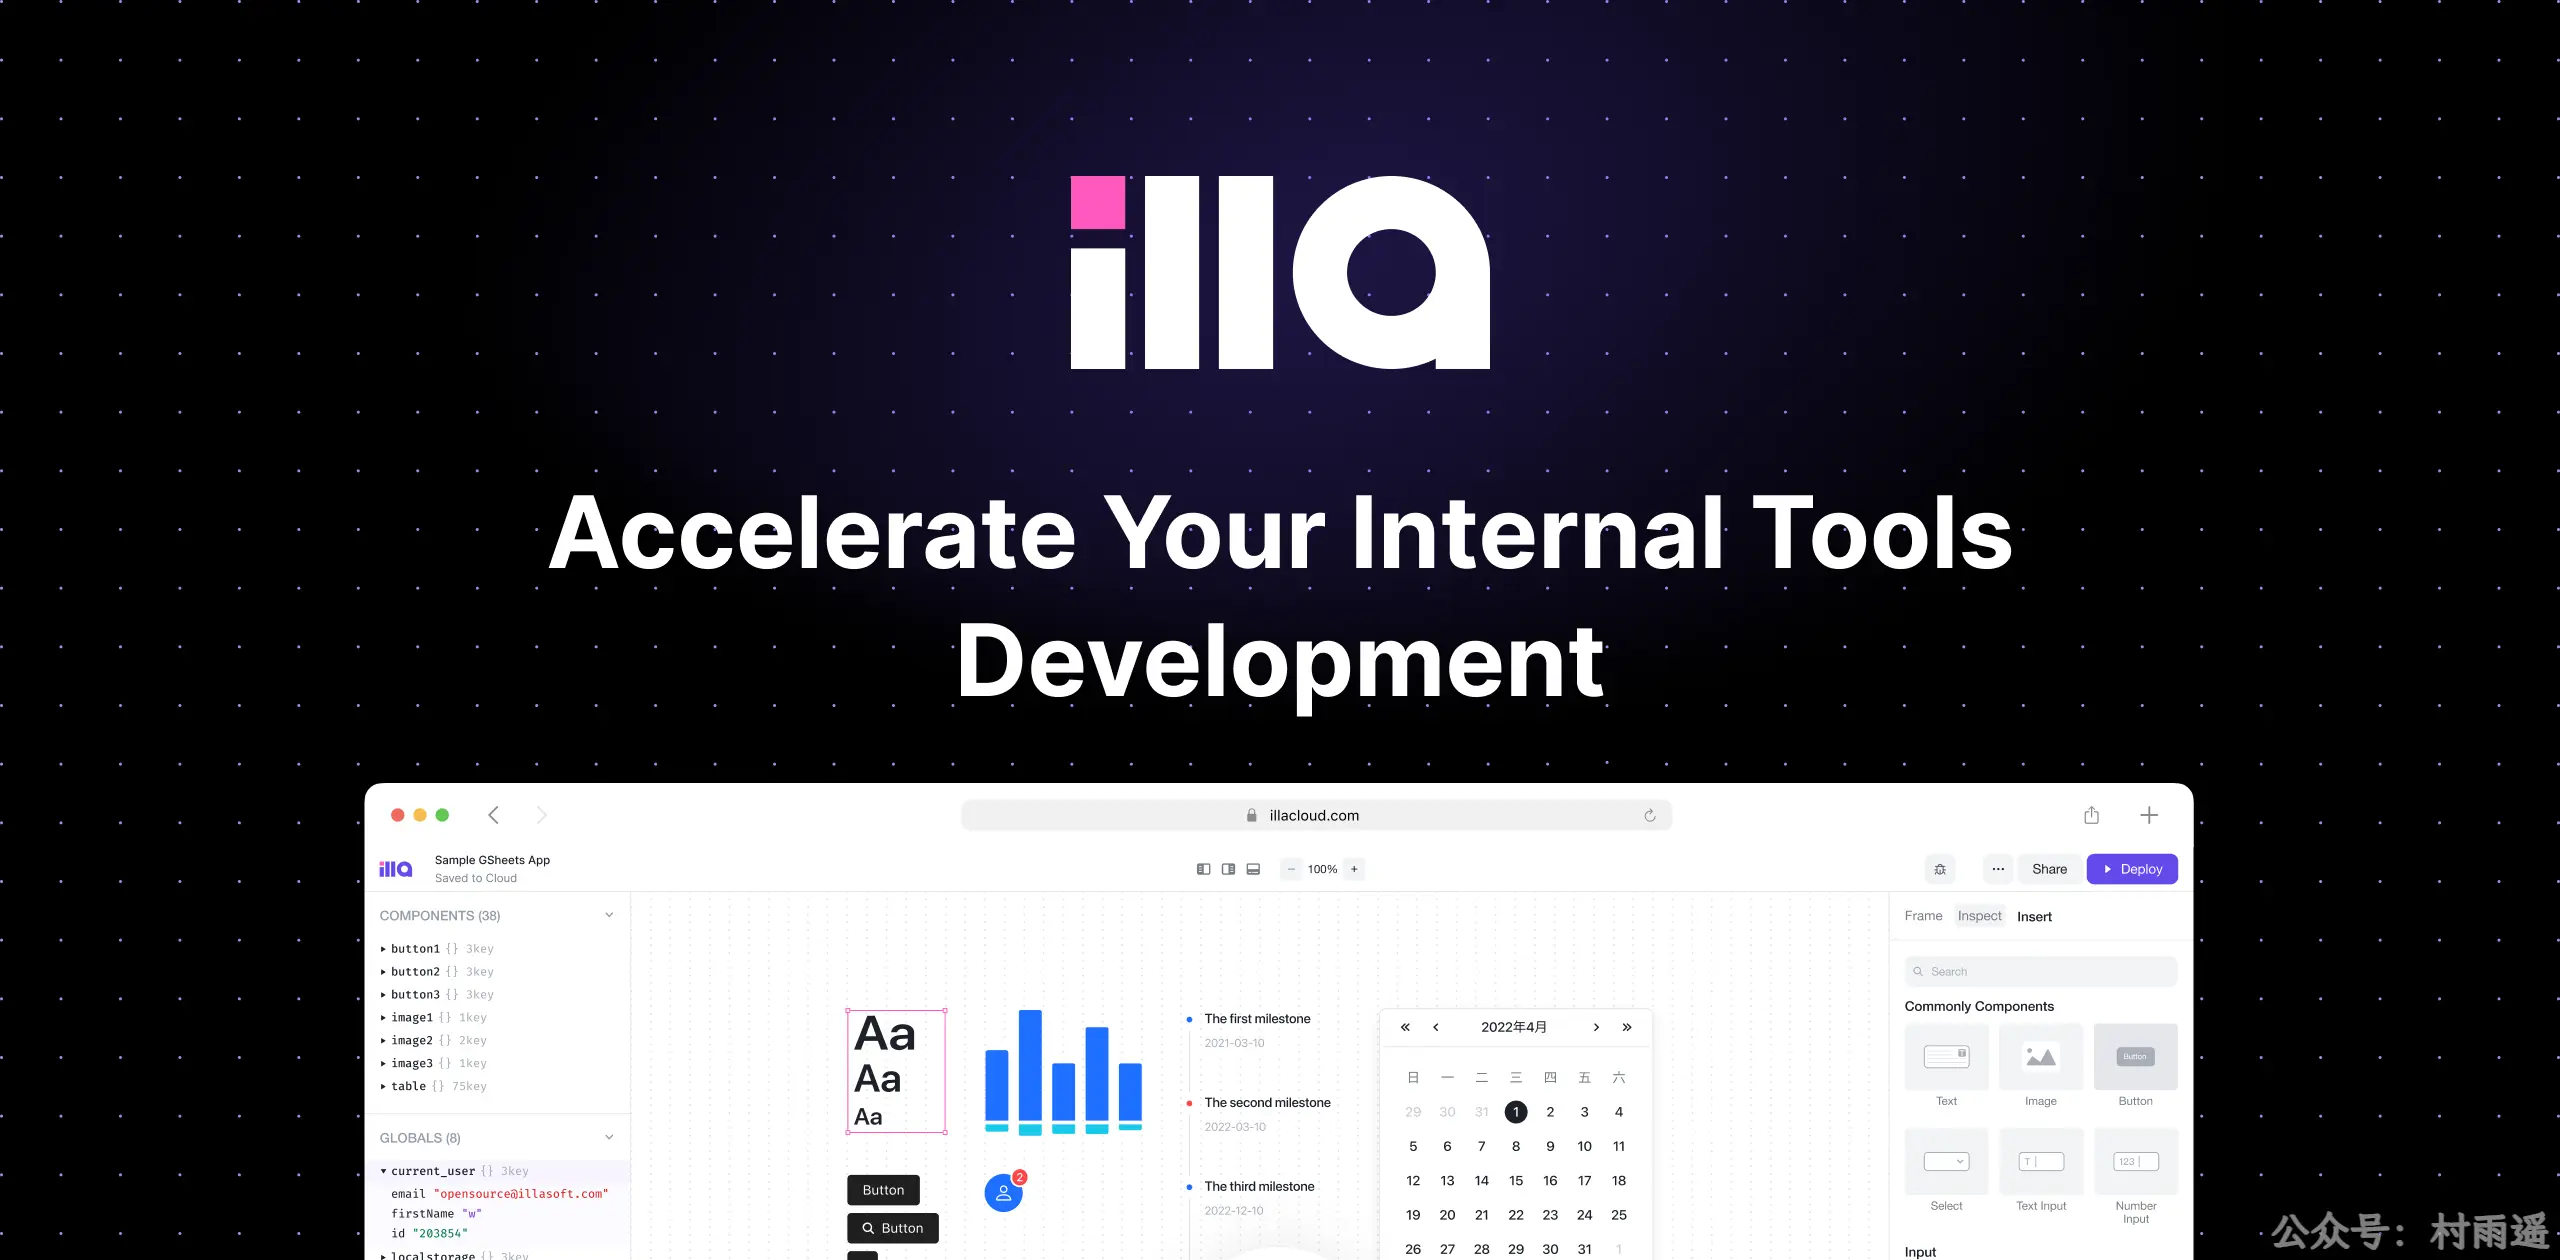 illa
Accelerate Your Internal Tools
Development
illacloud.com
illa
Sample GSheets App
Saved to Cloud
100%
Share
Deploy
COMPONENTS (38)
button1 {} 3key
button2 {} 3key
button3 {} 3key
image1 {} 1key
image2 {} 2key
image3 {} 1key
table {} 75key
GLOBALS (8)
current_user {} 3key
email "opensource@illasoft.com"
firstName "w"
id "203854"
localstorage {} 3key
Aa
Aa
Aa
Button
Button
2
The first milestone
2021-03-10
The second milestone
2022-03-10
The third milestone
2022-12-10
« ‹ 2022年4月 › »
日 一 二 三 四 五 六
29 30 31 1 2 3 4
5 6 7 8 9 10 11
12 13 14 15 16 17 18
19 20 21 22 23 24 25
26 27 28 29 30 31 1
Frame Inspect Insert
Search
Commonly Components
Button
Text Image Button
T
123
Select Text Input Number
Input
Input
公众号：村雨遥